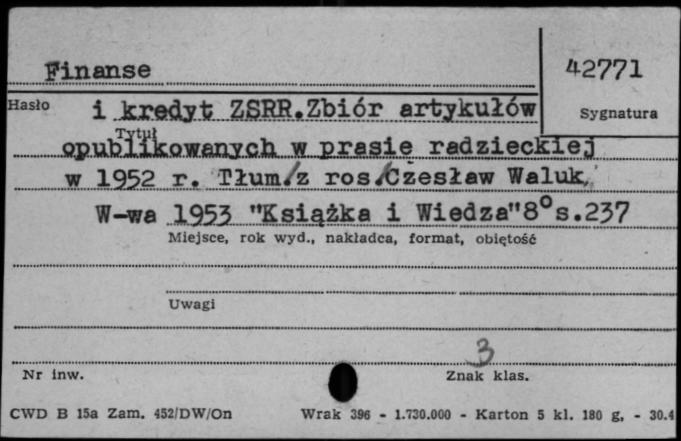 Finanse
42771
Hasło i kredyt ZSRR.Zbiór artykułów
Sygnatura
Tytuł
opublikowanych w prasie radzieckiej
w 1952 r. Tłum.z ros.Czesław Waluk,
W-wa 1953 "Książka i Wiedza"8° s.237
Miejsce, rok wyd., nakładca, format, obiętość
Uwagi
3
Nr inw.
Znak klas.
CWD B 15a Zam. 452/DW/On Wrak 396 - 1.730.000 - Karton 5 kl. 180 g. - 30.4